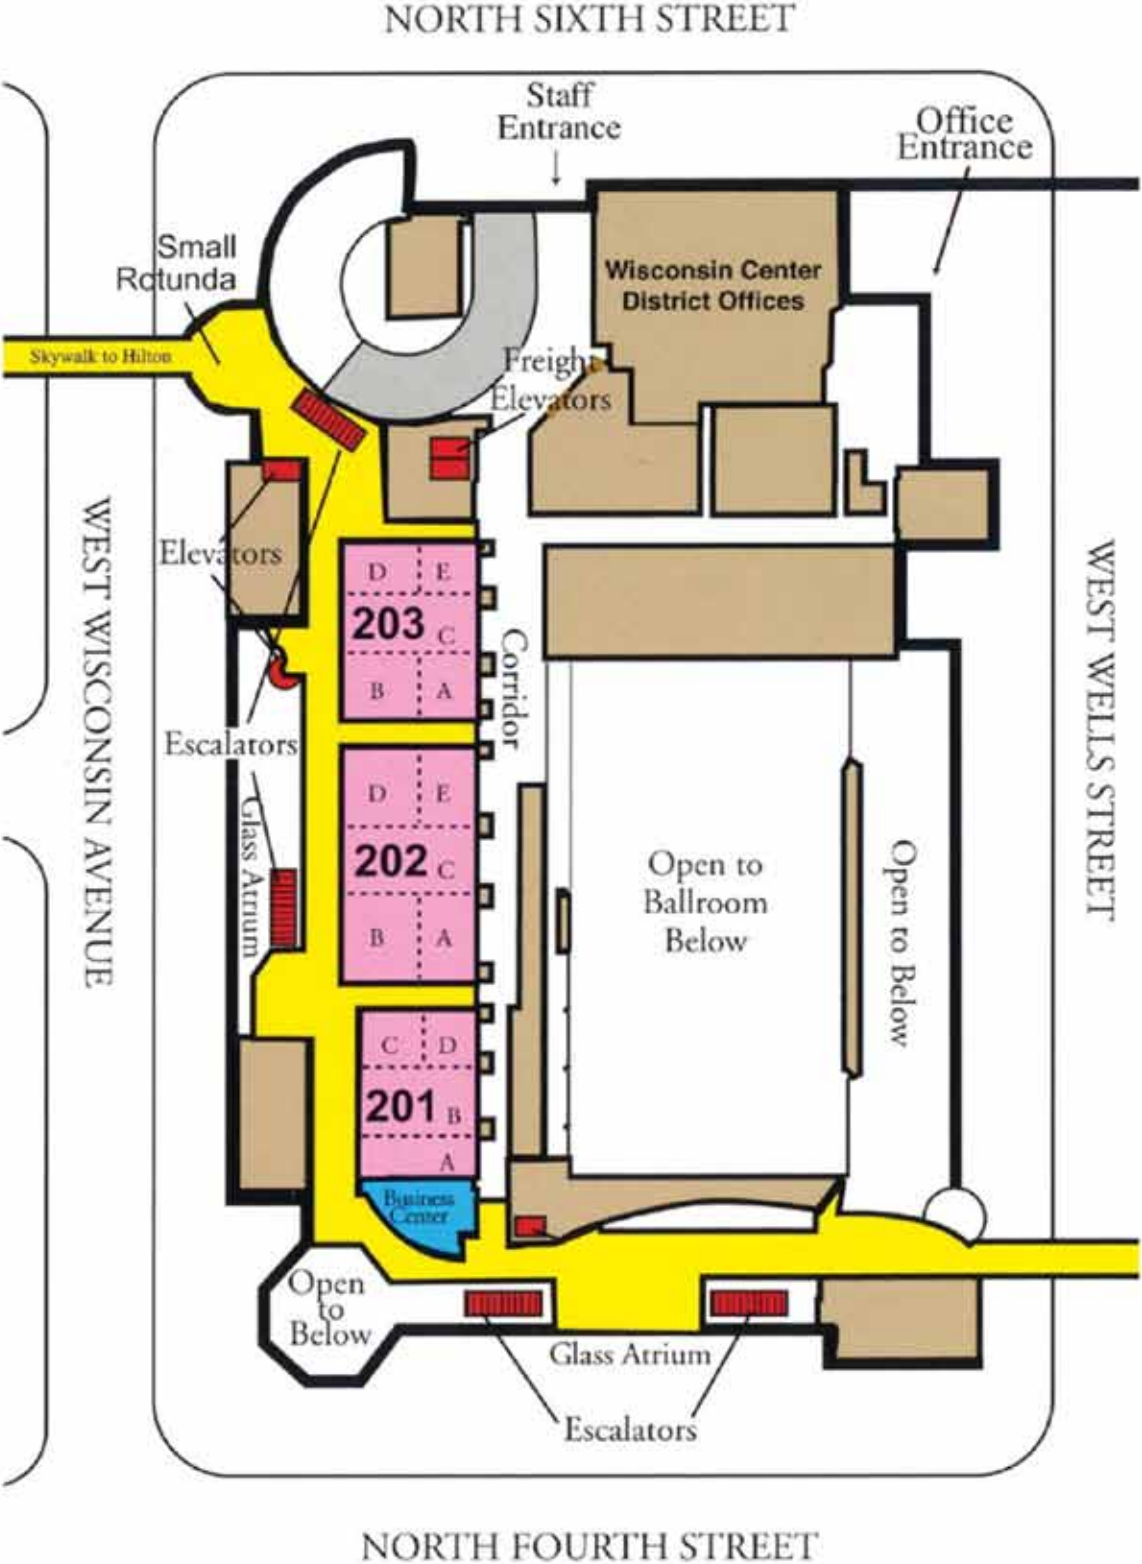 NORTH SIXTH STREET
Staff
Entrance
Office
Entrance
Small
Rotunda
Wisconsin Center
District Offices
Skywalk to Hilton
Freight
Elevators
WEST WISCONSIN AVENUE
Elevators
D E
203 C
B A
Corridor
WEST WELLS STREET
Escalators
Glass Atrium
D E
202 C
B A
Open to
Ballroom
Below
Open to Below
C D
201 B
A
Business
Center
Open
to
Below
Glass Atrium
Escalators
NORTH FOURTH STREET